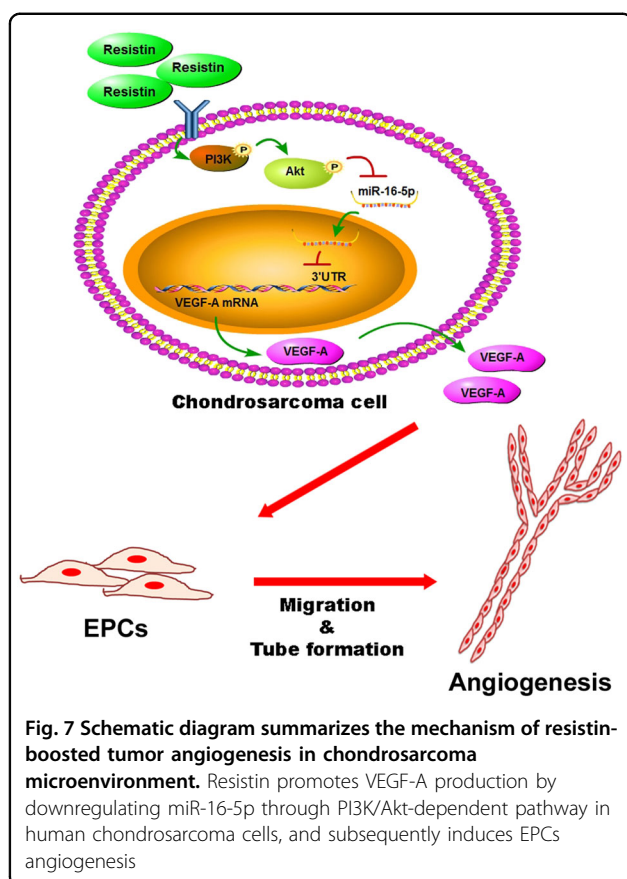 Resistin
Resistin
Resistin
PI3K
P
Akt
P
miR-16-5p
3'UTR
VEGF-A mRNA
VEGF-A
VEGF-A
VEGF-A
Chondrosarcoma cell
EPCs
Migration
&
Tube formation
Angiogenesis
Fig. 7 Schematic diagram summarizes the mechanism of resistin-
boosted tumor angiogenesis in chondrosarcoma
microenvironment. Resistin promotes VEGF-A production by
downregulating miR-16-5p through PI3K/Akt-dependent pathway in
human chondrosarcoma cells, and subsequently induces EPCs
angiogenesis